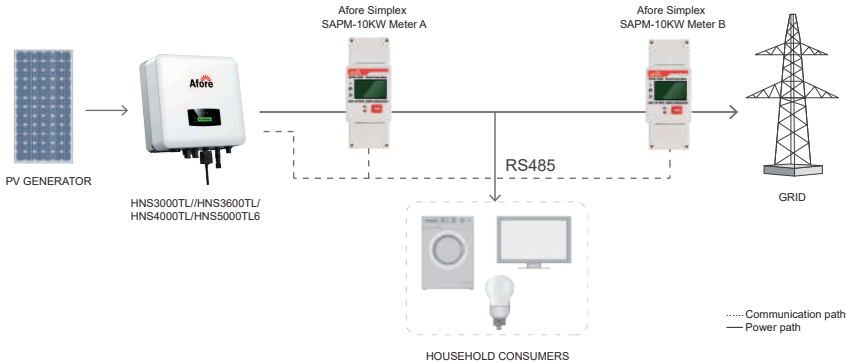 Afore Simplex
SAPM-10KW Meter A
Afore Simplex
SAPM-10KW Meter B
Afore
RS485
PV GENERATOR
HNS3000TL//HNS3600TL/
HNS4000TL/HNS5000TL6
GRID
Communication path
Power path
HOUSEHOLD CONSUMERS